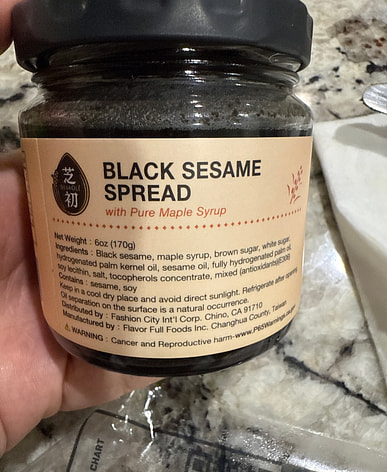 芝
SESAOLE
初
BLACK SESAME
SPREAD
with Pure Maple Syrup
Net Weight : 6oz (170g)
Ingredients : Black sesame, maple syrup, brown sugar, white sugar,
hydrogenated palm kernel oil, sesame oil, fully hydrogenated palm oil,
soy lecithin, salt, tocopherols concentrate, mixed (antioxidants)(E306)
Contains : sesame, soy
Keep in a cool dry place and avoid direct sunlight. Refrigerate after opening
Oil separation on the surface is a natural occurrence.
Distributed by : Fashion City Int'l Corp. Chino, CA 91710
Manufactured by : Flavor Full Foods Inc. Changhua County, Taiwan
⚠ WARNING : Cancer and Reproductive harm-www.P65Warnings.ca.gov
CHART